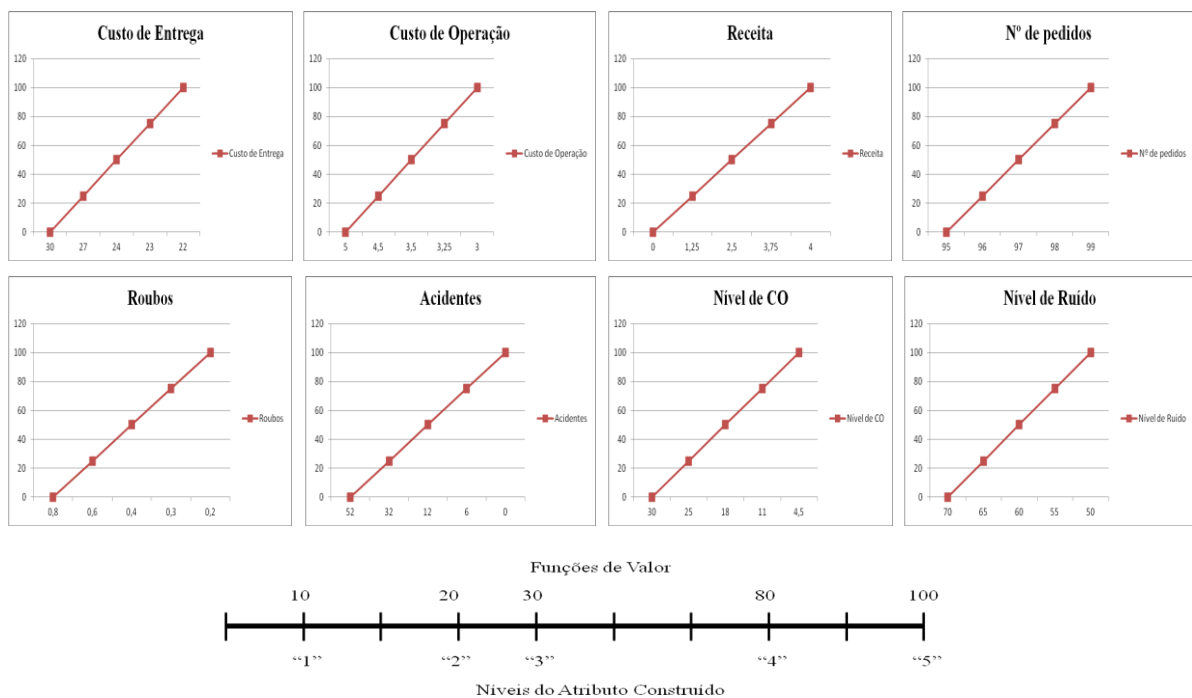 Custo de Entrega
120
100
80
60
40
20
0
30 27 24 23 22
Custo de Entrega
Custo de Operação
120
100
80
60
40
20
0
5 4,5 3,5 3,25 3
Custo de Operação
Receita
120
100
80
60
40
20
0
0 1,25 2,5 3,75 4
Receita
Nº de pedidos
120
100
80
60
40
20
0
95 96 97 98 99
Nº de pedidos
Roubos
120
100
80
60
40
20
0
0,8 0,6 0,4 0,3 0,2
Roubos
Acidentes
120
100
80
60
40
20
0
52 32 12 6 0
Acidentes
Nível de CO
120
100
80
60
40
20
0
30 25 18 11 4,5
Nível de CO
Nível de Ruído
120
100
80
60
40
20
0
70 65 60 55 50
Nível de Ruído
Funções de Valor
10 20 30 80 100
“1” “2” “3” “4” “5”
Níveis do Atributo Construído